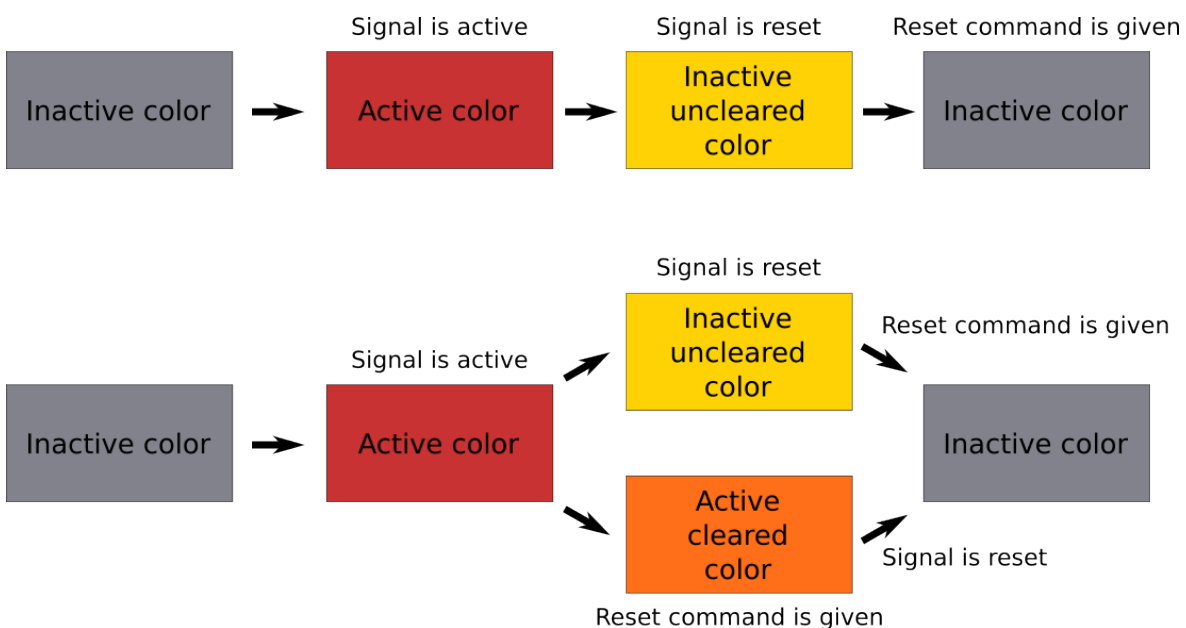 Signal is active
Signal is reset
Reset command is given
Inactive color
Active color
Inactive
uncleared
color
Inactive color
Signal is reset
Inactive
uncleared
color
Reset command is given
Signal is active
Inactive color
Active color
Inactive color
Active
cleared
color
Signal is reset
Reset command is given